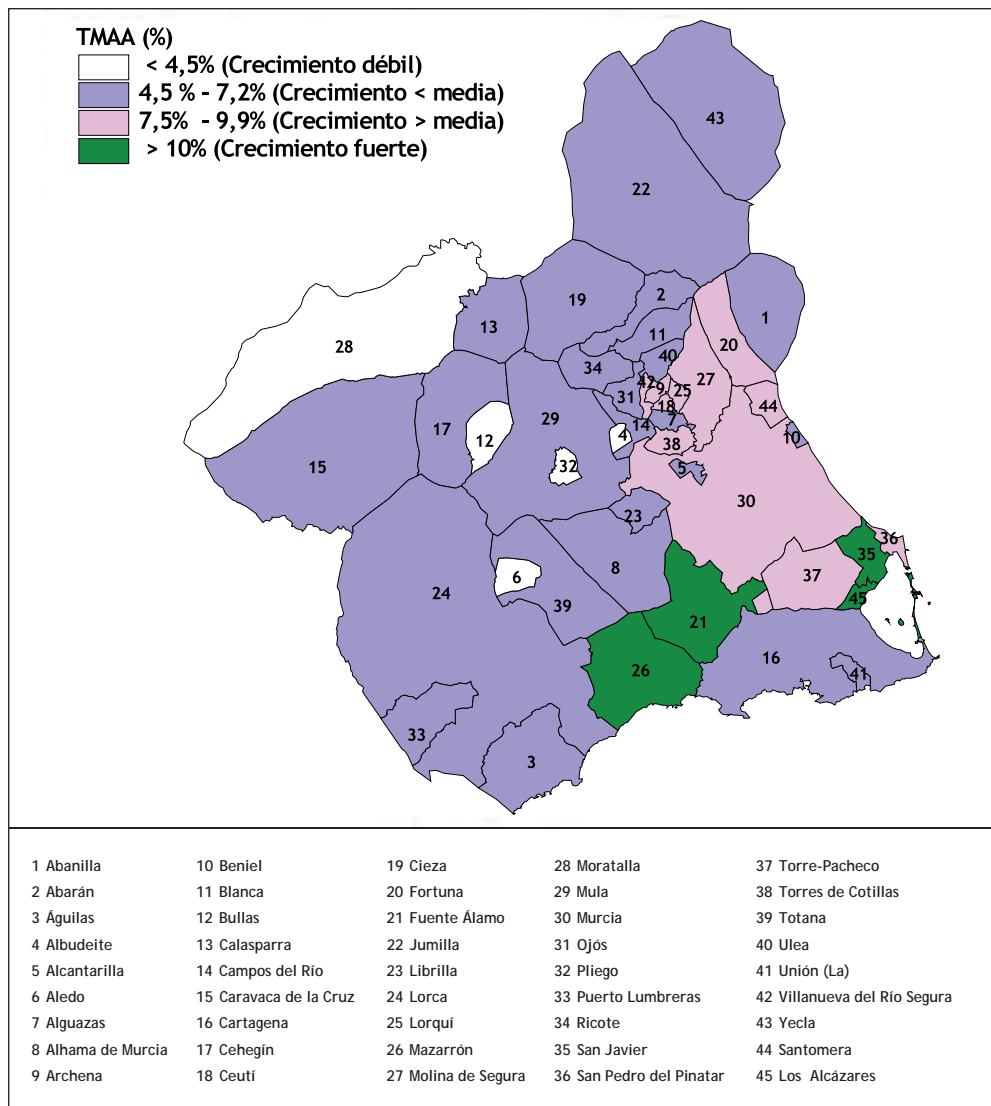 TMAA (%)
< 4,5% (Crecimiento débil)
4,5 % - 7,2% (Crecimiento < media)
7,5% - 9,9% (Crecimiento > media)
> 10% (Crecimiento fuerte)
43
22
19
2
1
13
11
28
20
40
34
27
42
9
25
31
44
18
29
7
17
14
10
12
4
38
15
32
5
30
23
36
35
8
37
6
24
45
39
21
16
26
41
33
3
1 Abanilla
2 Abarán
3 Águilas
4 Albudeite
5 Alcantarilla
6 Aledo
7 Alguazas
8 Alhama de Murcia
9 Archena
10 Beniel
11 Blanca
12 Bullas
13 Calasparra
14 Campos del Río
15 Caravaca de la Cruz
16 Cartagena
17 Cehegín
18 Ceutí
19 Cieza
20 Fortuna
21 Fuente Álamo
22 Jumilla
23 Librilla
24 Lorca
25 Lorquí
26 Mazarrón
27 Molina de Segura
28 Moratalla
29 Mula
30 Murcia
31 Ojós
32 Pliego
33 Puerto Lumbreras
34 Ricote
35 San Javier
36 San Pedro del Pinatar
37 Torre-Pacheco
38 Torres de Cotillas
39 Totana
40 Ulea
41 Unión (La)
42 Villanueva del Río Segura
43 Yecla
44 Santomera
45 Los Alcázares